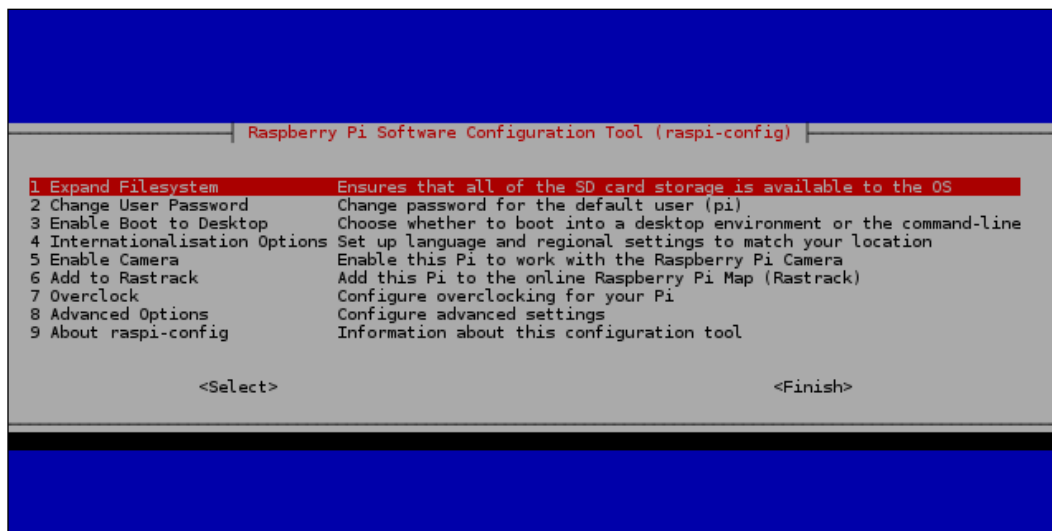 Raspberry Pi Software Configuration Tool (raspi-config)
1 Expand Filesystem Ensures that all of the SD card storage is available to the OS
2 Change User Password Change password for the default user (pi)
3 Enable Boot to Desktop Choose whether to boot into a desktop environment or the command-line
4 Internationalisation Options Set up language and regional settings to match your location
5 Enable Camera Enable this Pi to work with the Raspberry Pi Camera
6 Add to Rastrack Add this Pi to the online Raspberry Pi Map (Rastrack)
7 Overclock Configure overclocking for your Pi
8 Advanced Options Configure advanced settings
9 About raspi-config Information about this configuration tool
<Select> <Finish>